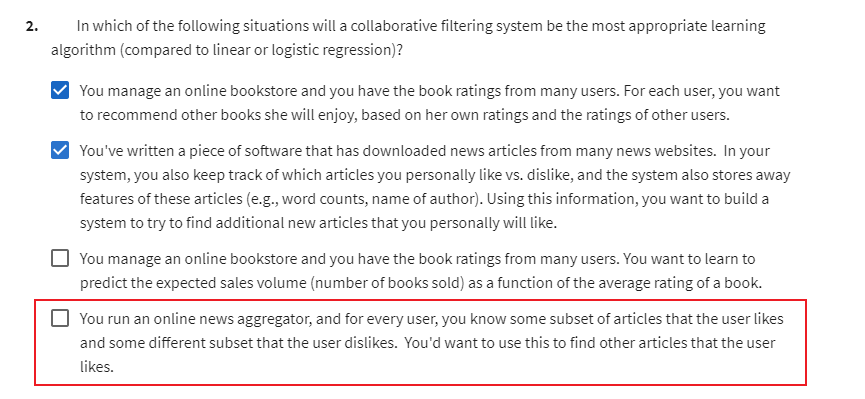 2. In which of the following situations will a collaborative filtering system be the most appropriate learning
algorithm (compared to linear or logistic regression)?
You manage an online bookstore and you have the book ratings from many users. For each user, you want
to recommend other books she will enjoy, based on her own ratings and the ratings of other users.
You've written a piece of software that has downloaded news articles from many news websites. In your
system, you also keep track of which articles you personally like vs. dislike, and the system also stores away
features of these articles (e.g., word counts, name of author). Using this information, you want to build a
system to try to find additional new articles that you personally will like.
You manage an online bookstore and you have the book ratings from many users. You want to learn to
predict the expected sales volume (number of books sold) as a function of the average rating of a book.
You run an online news aggregator, and for every user, you know some subset of articles that the user likes
and some different subset that the user dislikes. You'd want to use this to find other articles that the user
likes.